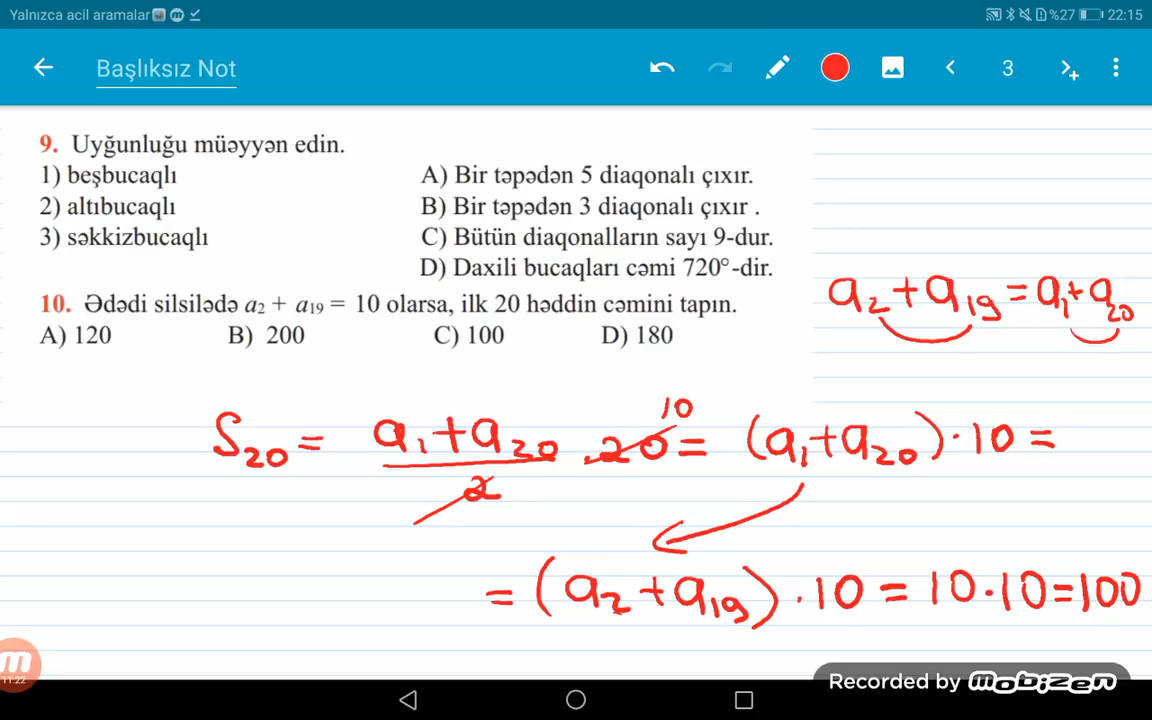 Yalnızca acil aramalar %27 22:15
Başlıksız Not 3
9. Uyğunluğu müəyyən edin.
1) beşbucaqlı A) Bir təpədən 5 diaqonalı çıxır.
2) altıbucaqlı B) Bir təpədən 3 diaqonalı çıxır .
3) səkkizbucaqlı C) Bütün diaqonalların sayı 9-dur.
D) Daxili bucaqları cəmi 720°-dir.
10. Ədədi silsilədə a₂ + a₁₉ = 10 olarsa, ilk 20 həddin cəmini tapın.
A) 120 B) 200 C) 100 D) 180
a₂ + a₁₉ = a₁ + a₂₀
10
S₂₀ = a₁ + a₂₀ . 20 = (a₁ + a₂₀) · 10 =
2
= (a₂ + a₁₉) · 10 = 10 · 10 = 100
11:22
Recorded by mobizen